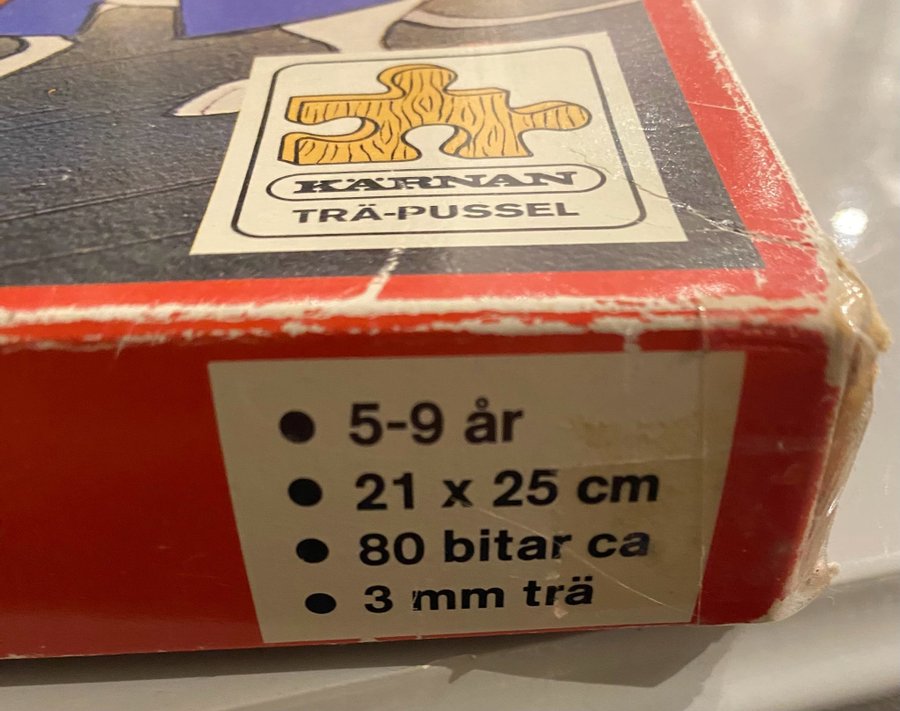 KÄRNAN
TRÄ-PUSSEL
● 5-9 år
● 21 x 25 cm
● 80 bitar ca
● 3 mm trä